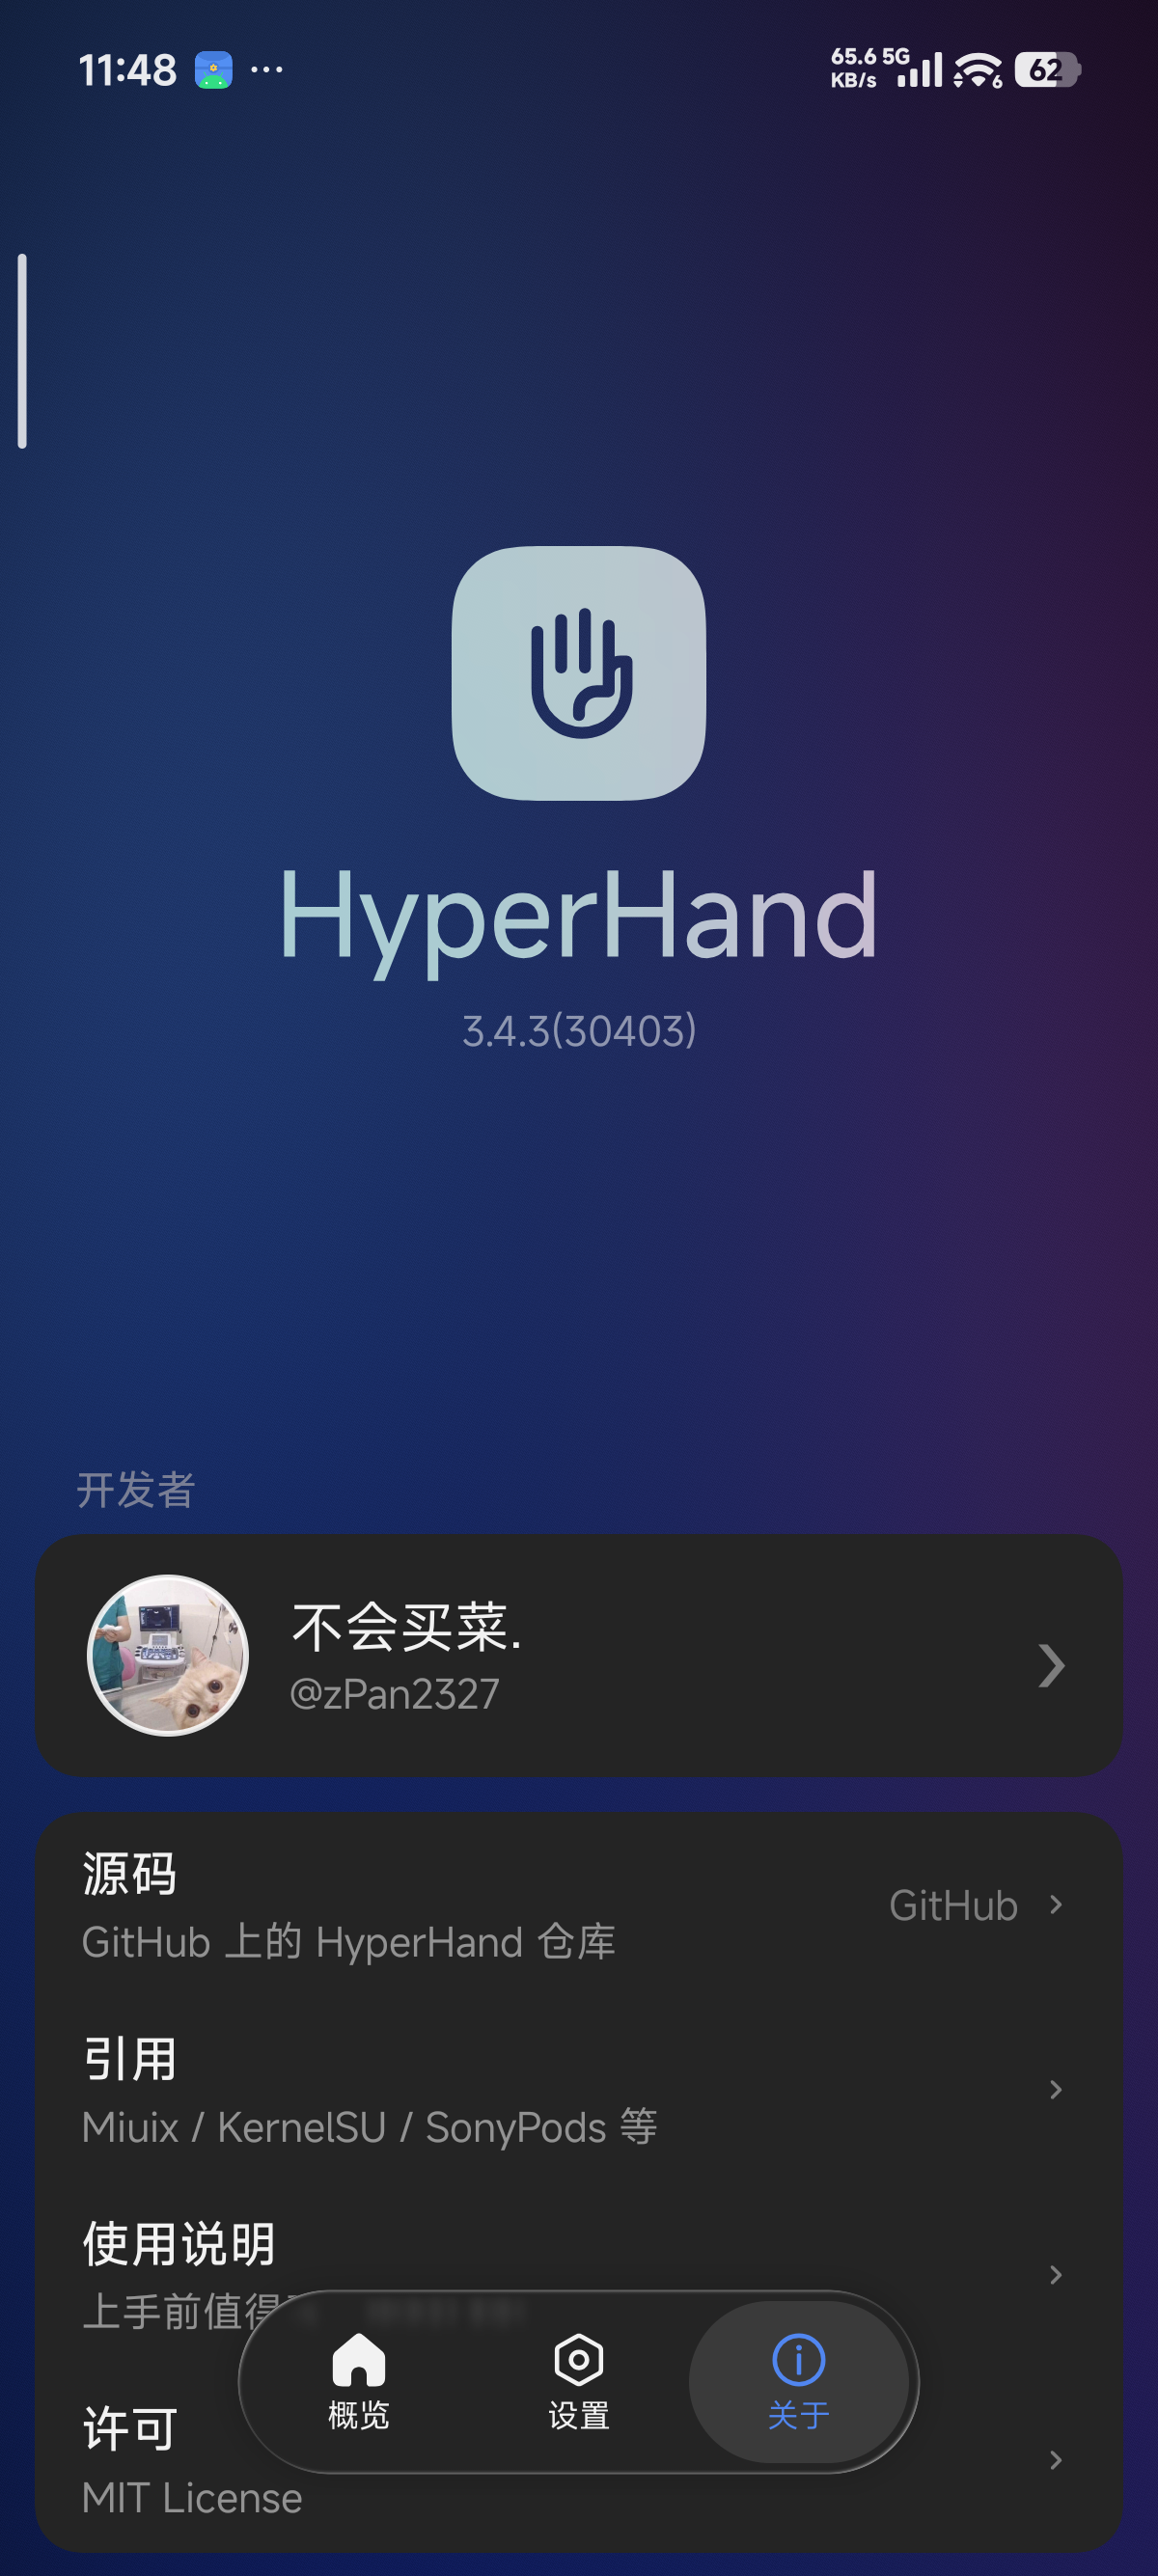 11:48
65.6 5G
KB/s
6
62
HyperHand
3.4.3(30403)
开发者
不会买菜.
@zPan2327
源码
GitHub 上的 HyperHand 仓库
GitHub
引用
Miuix / KernelSU / SonyPods 等
使用说明
上手前值得
概览
设置
关于
许可
MIT License